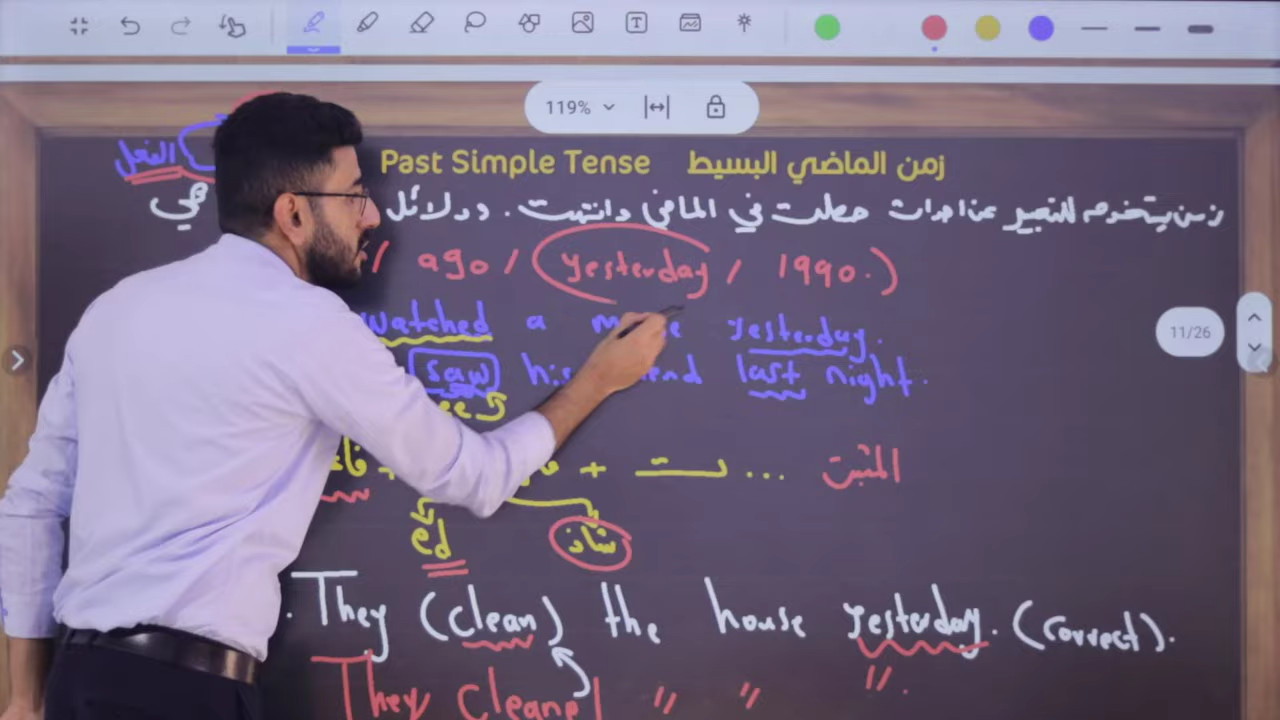 119%
Past Simple Tense زمن الماضي البسيط
الفعل
زمن يستخدم للتعبير عن احداث حصلت في الماضي وانتهت . ودلائل هي
/ ago / yesterday / 1990.)
11/26
watched a yesterday.
saw his last night.
+ ... المثبت
ed شاذ
. They (clean) the house yesterday. (correct).
They cleaned " " ".